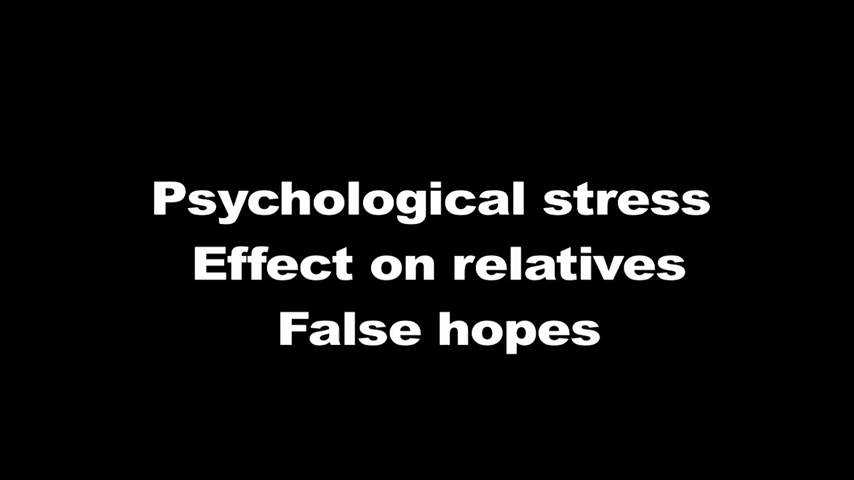 Psychological stress
Effect on relatives
False hopes